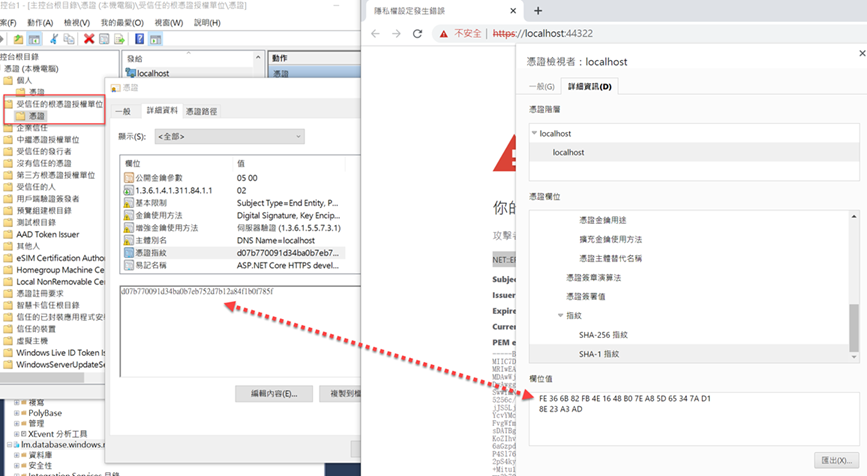 台1 - [主控台根目錄\憑證 (本機電腦)\受信任的根憑證授權單位\憑證]
案(F) 動作(A) 檢視(V) 我的最愛(O) 視窗(W) 說明(H)
控台根目錄
憑證 (本機電腦)
個人
憑證
受信任的根憑證授權單位
憑證
企業信任
中繼憑證授權單位
受信任的發行者
沒有信任的憑證
第三方根憑證授權單位
受信任的人
用戶端驗證簽發者
預覽組建根目錄
測試根目錄
AAD Token Issuer
其他人
eSIM Certification Author
Homegroup Machine Ce
Local NonRemovable Cer
憑證註冊要求
智慧卡信任根目錄
信任的已封裝應用程式安
信任的裝置
虛擬主機
Windows Live ID Token Is
WindowsServerUpdateSe
複寫
PolyBase
管理
XEvent 分析工具
lm.database.windows.n
資料庫
安全性
Integration Services 目錄
發給
localhost
動作
憑證
憑證
一般 詳細資料 憑證路徑
顯示(S): <全部>
欄位 值
公開金鑰參數 05 00
1.3.6.1.4.1.311.84.1.1 02
基本限制 Subject Type=End Entity, P...
金鑰使用方法 Digital Signature, Key Encip...
增強金鑰使用方法 伺服器驗證 (1.3.6.1.5.5.7.3.1)
主體別名 DNS Name=localhost
憑證指紋 d07b770091d34ba0b7eb7...
易記名稱 ASP.NET Core HTTPS devel...
d07b770091d34ba0b7eb752d7b12a84f1b0f785f
編輯內容(E)... 複製到檔
隱私權設定發生錯誤
不安全 | https://localhost:44322
你的
攻擊者
NET::ER
Subje
Issuer
Expire
Curre
PEM e
憑證檢視者：localhost
一般(G) 詳細資訊(D)
憑證階層
localhost
localhost
憑證欄位
憑證金鑰用途
擴充金鑰使用方法
憑證主體替代名稱
憑證簽章演算法
憑證簽署值
指紋
SHA-256 指紋
SHA-1 指紋
欄位值
FE 36 6B 82 FB 4E 16 48 B0 7E A8 5D 65 34 7A D1
8E 23 A3 AD
匯出(X)...